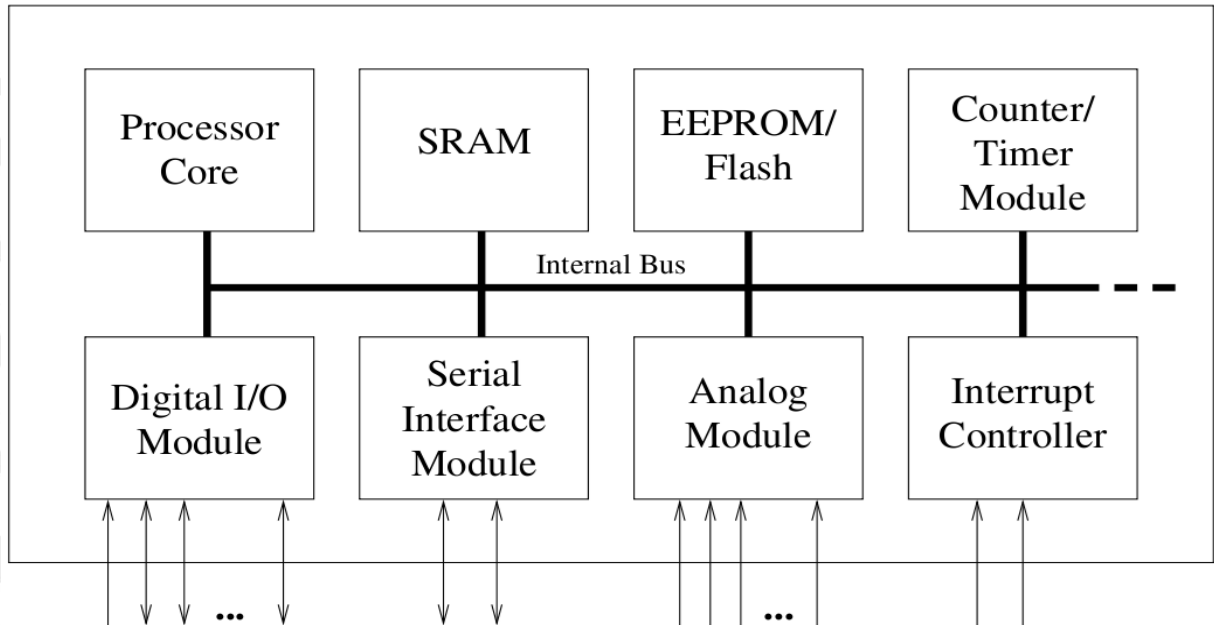 Processor
Core
SRAM
EEPROM/
Flash
Counter/
Timer
Module
Internal Bus
Digital I/O
Module
Serial
Interface
Module
Analog
Module
Interrupt
Controller
...
...